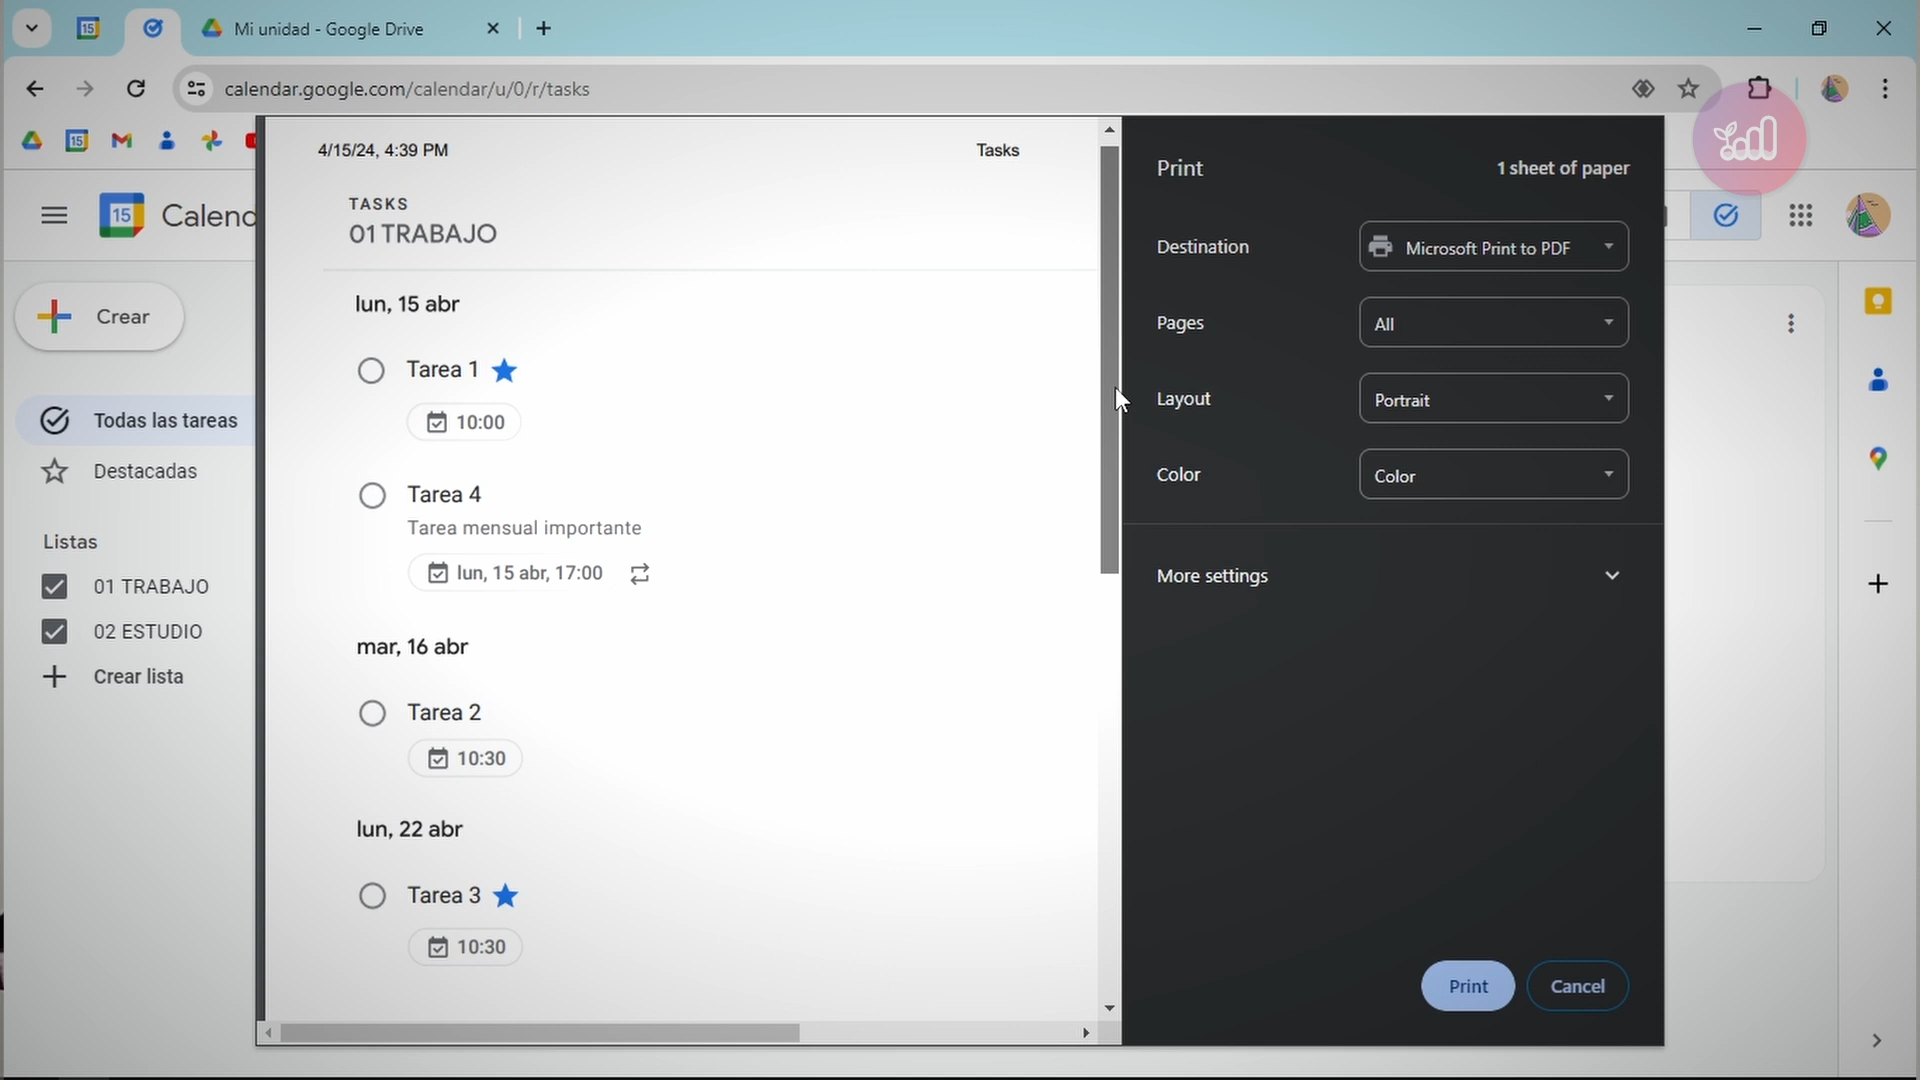 15
Mi unidad - Google Drive
calendar.google.com/calendar/u/0/r/tasks
15
4/15/24, 4:39 PM
Tasks
Print
1 sheet of paper
TASKS
01 TRABAJO
15
Calend
Destination
Microsoft Print to PDF
Crear
lun, 15 abr
Pages
All
Tarea 1
10:00
Layout
Portrait
Todas las tareas
Destacadas
Color
Color
Tarea 4
Tarea mensual importante
lun, 15 abr, 17:00
More settings
Listas
01 TRABAJO
02 ESTUDIO
Crear lista
mar, 16 abr
Tarea 2
10:30
lun, 22 abr
Tarea 3
10:30
Print
Cancel